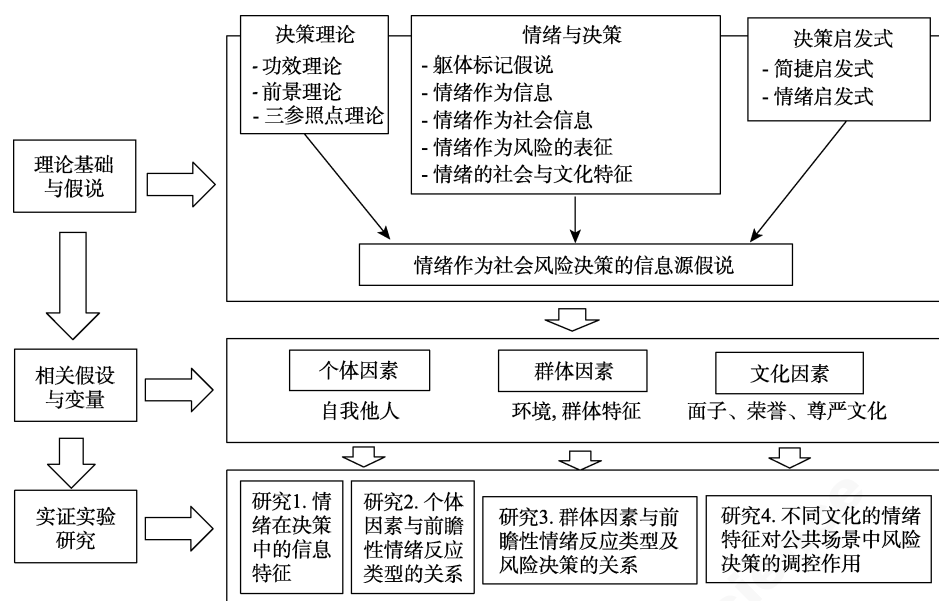 决策理论
- 功效理论
- 前景理论
- 三参照点理论
情绪与决策
- 躯体标记假说
- 情绪作为信息
- 情绪作为社会信息
- 情绪作为风险的表征
- 情绪的社会与文化特征
决策启发式
- 简捷启发式
- 情绪启发式
理论基础
与假说
情绪作为社会风险决策的信息源假说
相关假设
与变量
个体因素
自我他人
群体因素
环境, 群体特征
文化因素
面子、荣誉、尊严文化
实证实验
研究
研究1. 情
绪在决策
中的信息
特征
研究2. 个体
因素与前瞻
性情绪反应
类型的关系
研究3. 群体因素与前
瞻性情绪反应类型及
风险决策的关系
研究4. 不同文化的情绪
特征对公共场景中风险
决策的调控作用